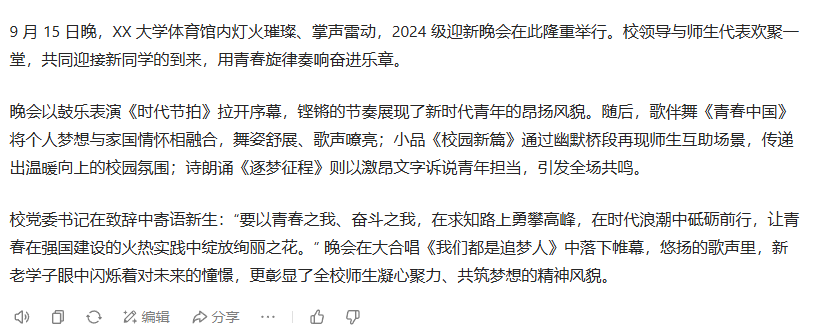 9 月 15 日晚，XX 大学体育馆内灯火璀璨、掌声雷动，2024 级迎新晚会在此隆重举行。校领导与师生代表欢聚一
堂，共同迎接新同学的到来，用青春旋律奏响奋进乐章。
晚会以鼓乐表演《时代节拍》拉开序幕，铿锵的节奏展现了新时代青年的昂扬风貌。随后，歌伴舞《青春中国》
将个人梦想与家国情怀相融合，舞姿舒展、歌声嘹亮；小品《校园新篇》通过幽默桥段再现师生互助场景，传递
出温暖向上的校园氛围；诗朗诵《逐梦征程》则以激昂文字诉说青年担当，引发全场共鸣。
校党委书记在致辞中寄语新生：“要以青春之我、奋斗之我，在求知路上勇攀高峰，在时代浪潮中砥砺前行，让青
春在强国建设的火热实践中绽放绚丽之花。” 晚会在大合唱《我们都是追梦人》中落下帷幕，悠扬的歌声里，新
老学子眼中闪烁着对未来的憧憬，更彰显了全校师生凝心聚力、共筑梦想的精神风貌。
编辑 分享